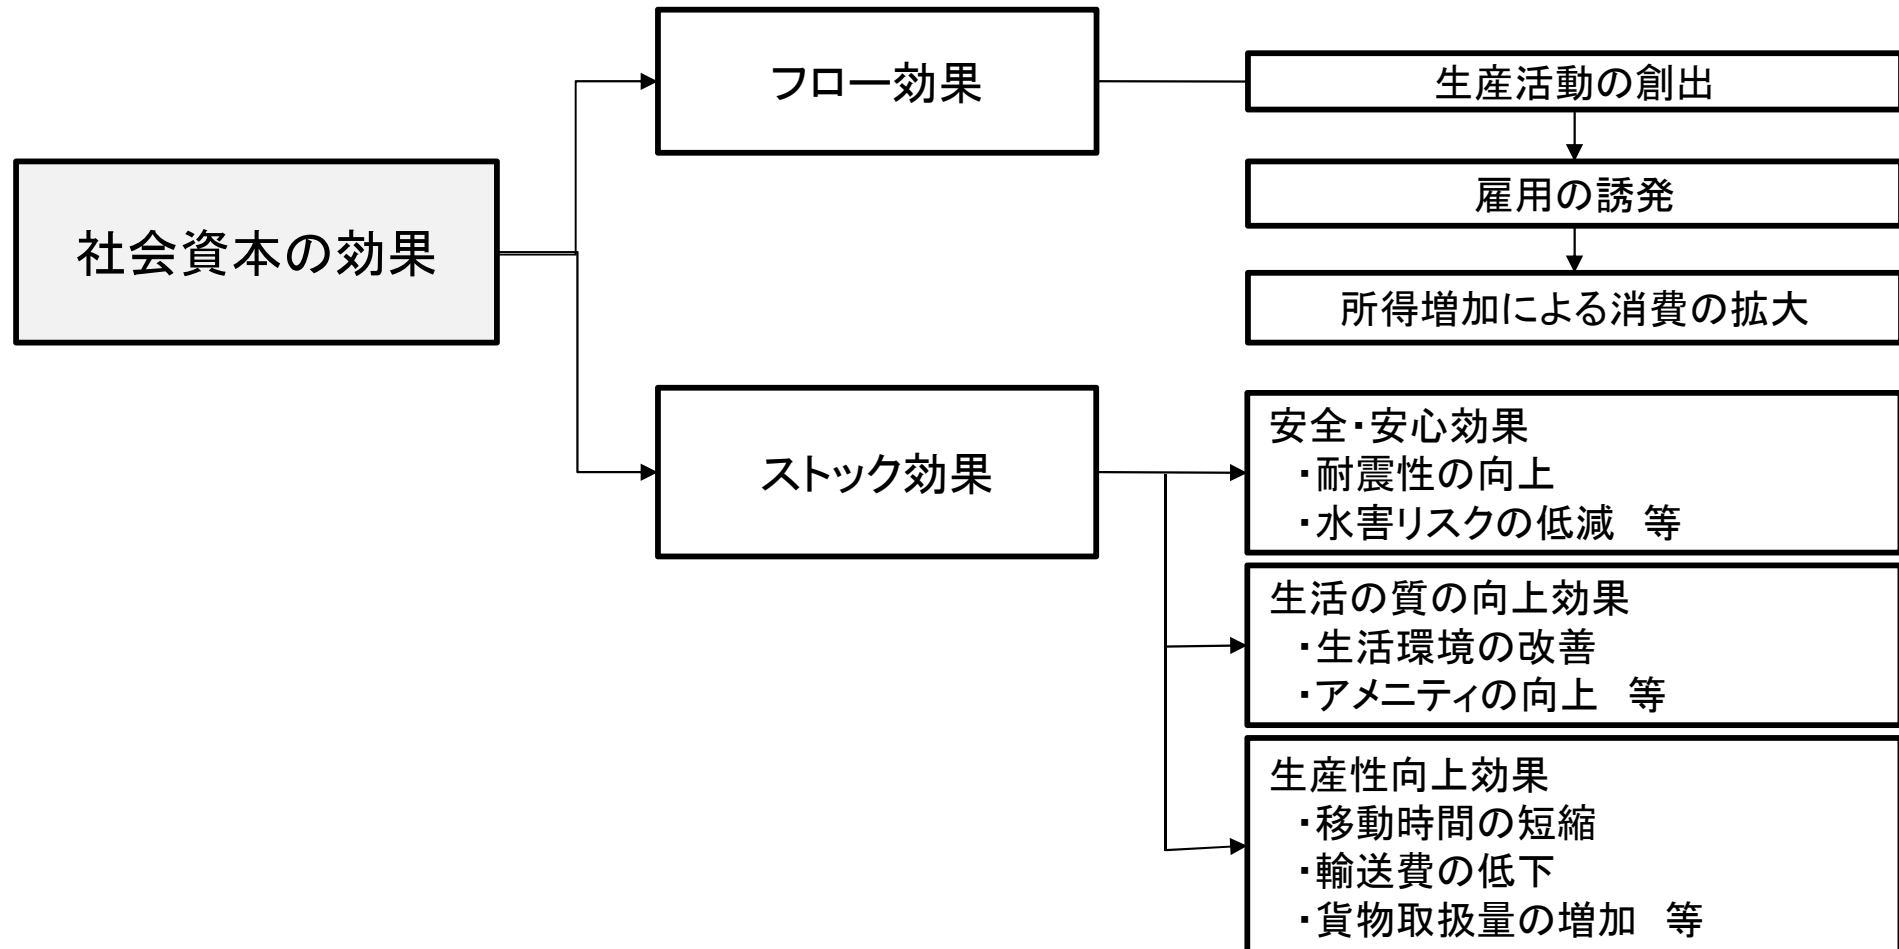 社会資本の効果
フロー効果
生産活動の創出
雇用の誘発
所得増加による消費の拡大
ストック効果
安全・安心効果
・耐震性の向上
・水害リスクの低減　等
生活の質の向上効果
・生活環境の改善
・アメニティの向上　等
生産性向上効果
・移動時間の短縮
・輸送費の低下
・貨物取扱量の増加　等